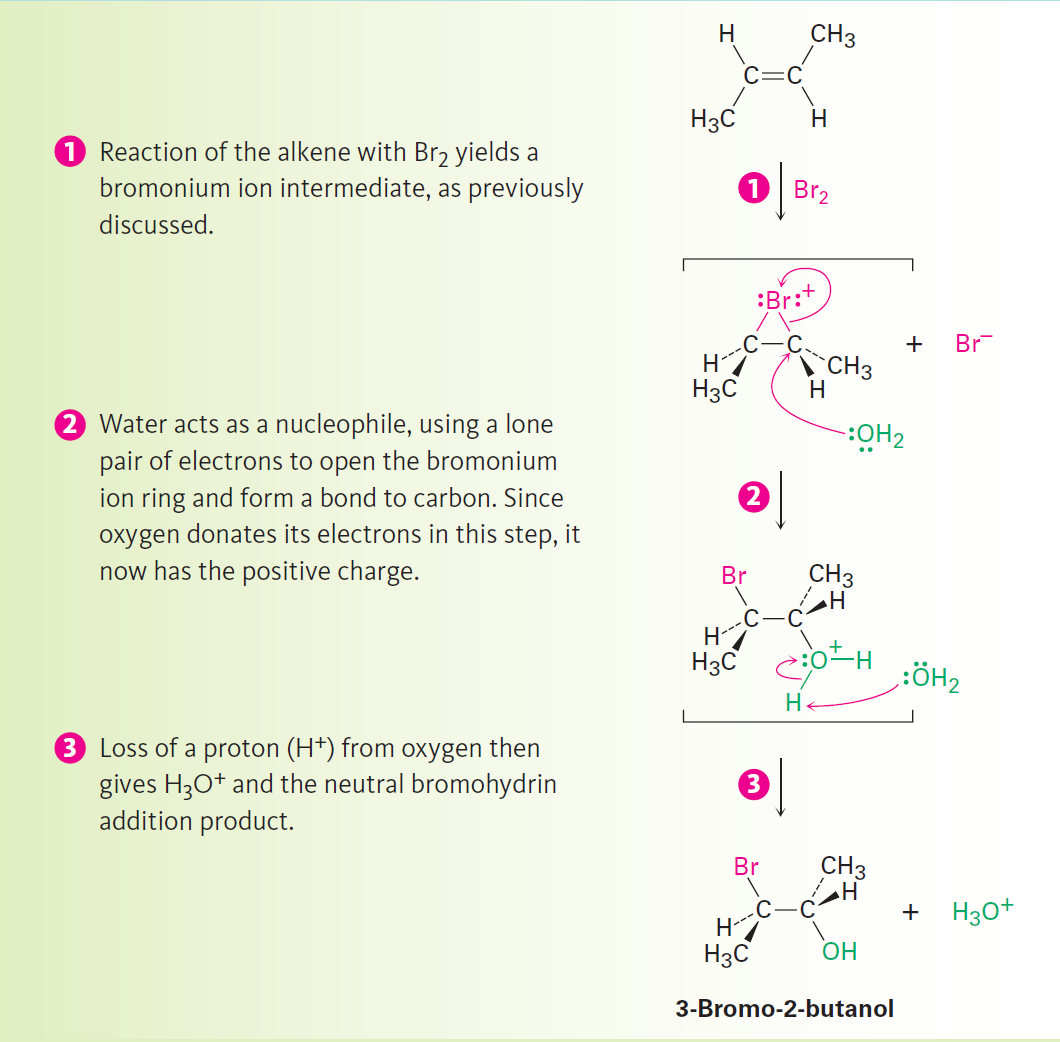 H CH₃
C=C
H₃C H
1 Reaction of the alkene with Br₂ yields a
bromonium ion intermediate, as previously
discussed.
1 Br₂
:Br:⁺
C—C + Br⁻
H CH₃
H₃C H
2 Water acts as a nucleophile, using a lone
pair of electrons to open the bromonium
ion ring and form a bond to carbon. Since
oxygen donates its electrons in this step, it
now has the positive charge.
:OH₂
2
Br CH₃
H
C—C
H
H₃C :O⁺—H :OH₂
H
3 Loss of a proton (H⁺) from oxygen then
gives H₃O⁺ and the neutral bromohydrin
addition product.
3
Br CH₃
H
C—C + H₃O⁺
H
H₃C OH
3-Bromo-2-butanol